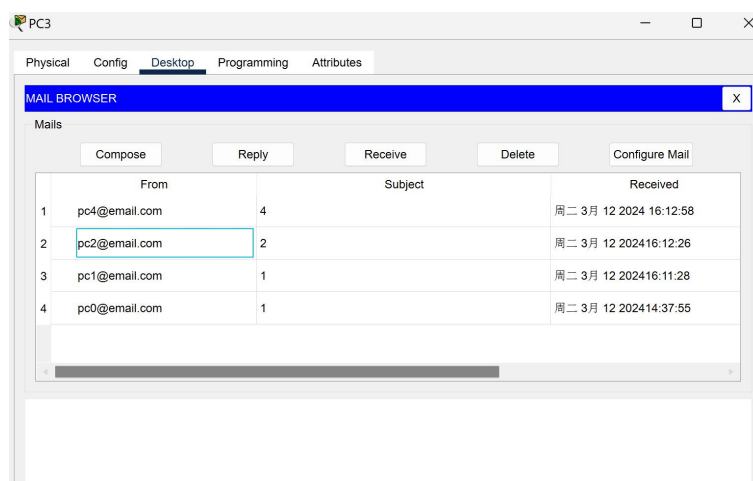 PC3
Physical Config Desktop Programming Attributes
MAIL BROWSER X
Mails
Compose Reply Receive Delete Configure Mail
From Subject Received
1 pc4@email.com 4 周二 3月 12 2024 16:12:58
2 pc2@email.com 2 周二 3月 12 202416:12:26
3 pc1@email.com 1 周二 3月 12 202416:11:28
4 pc0@email.com 1 周二 3月 12 202414:37:55